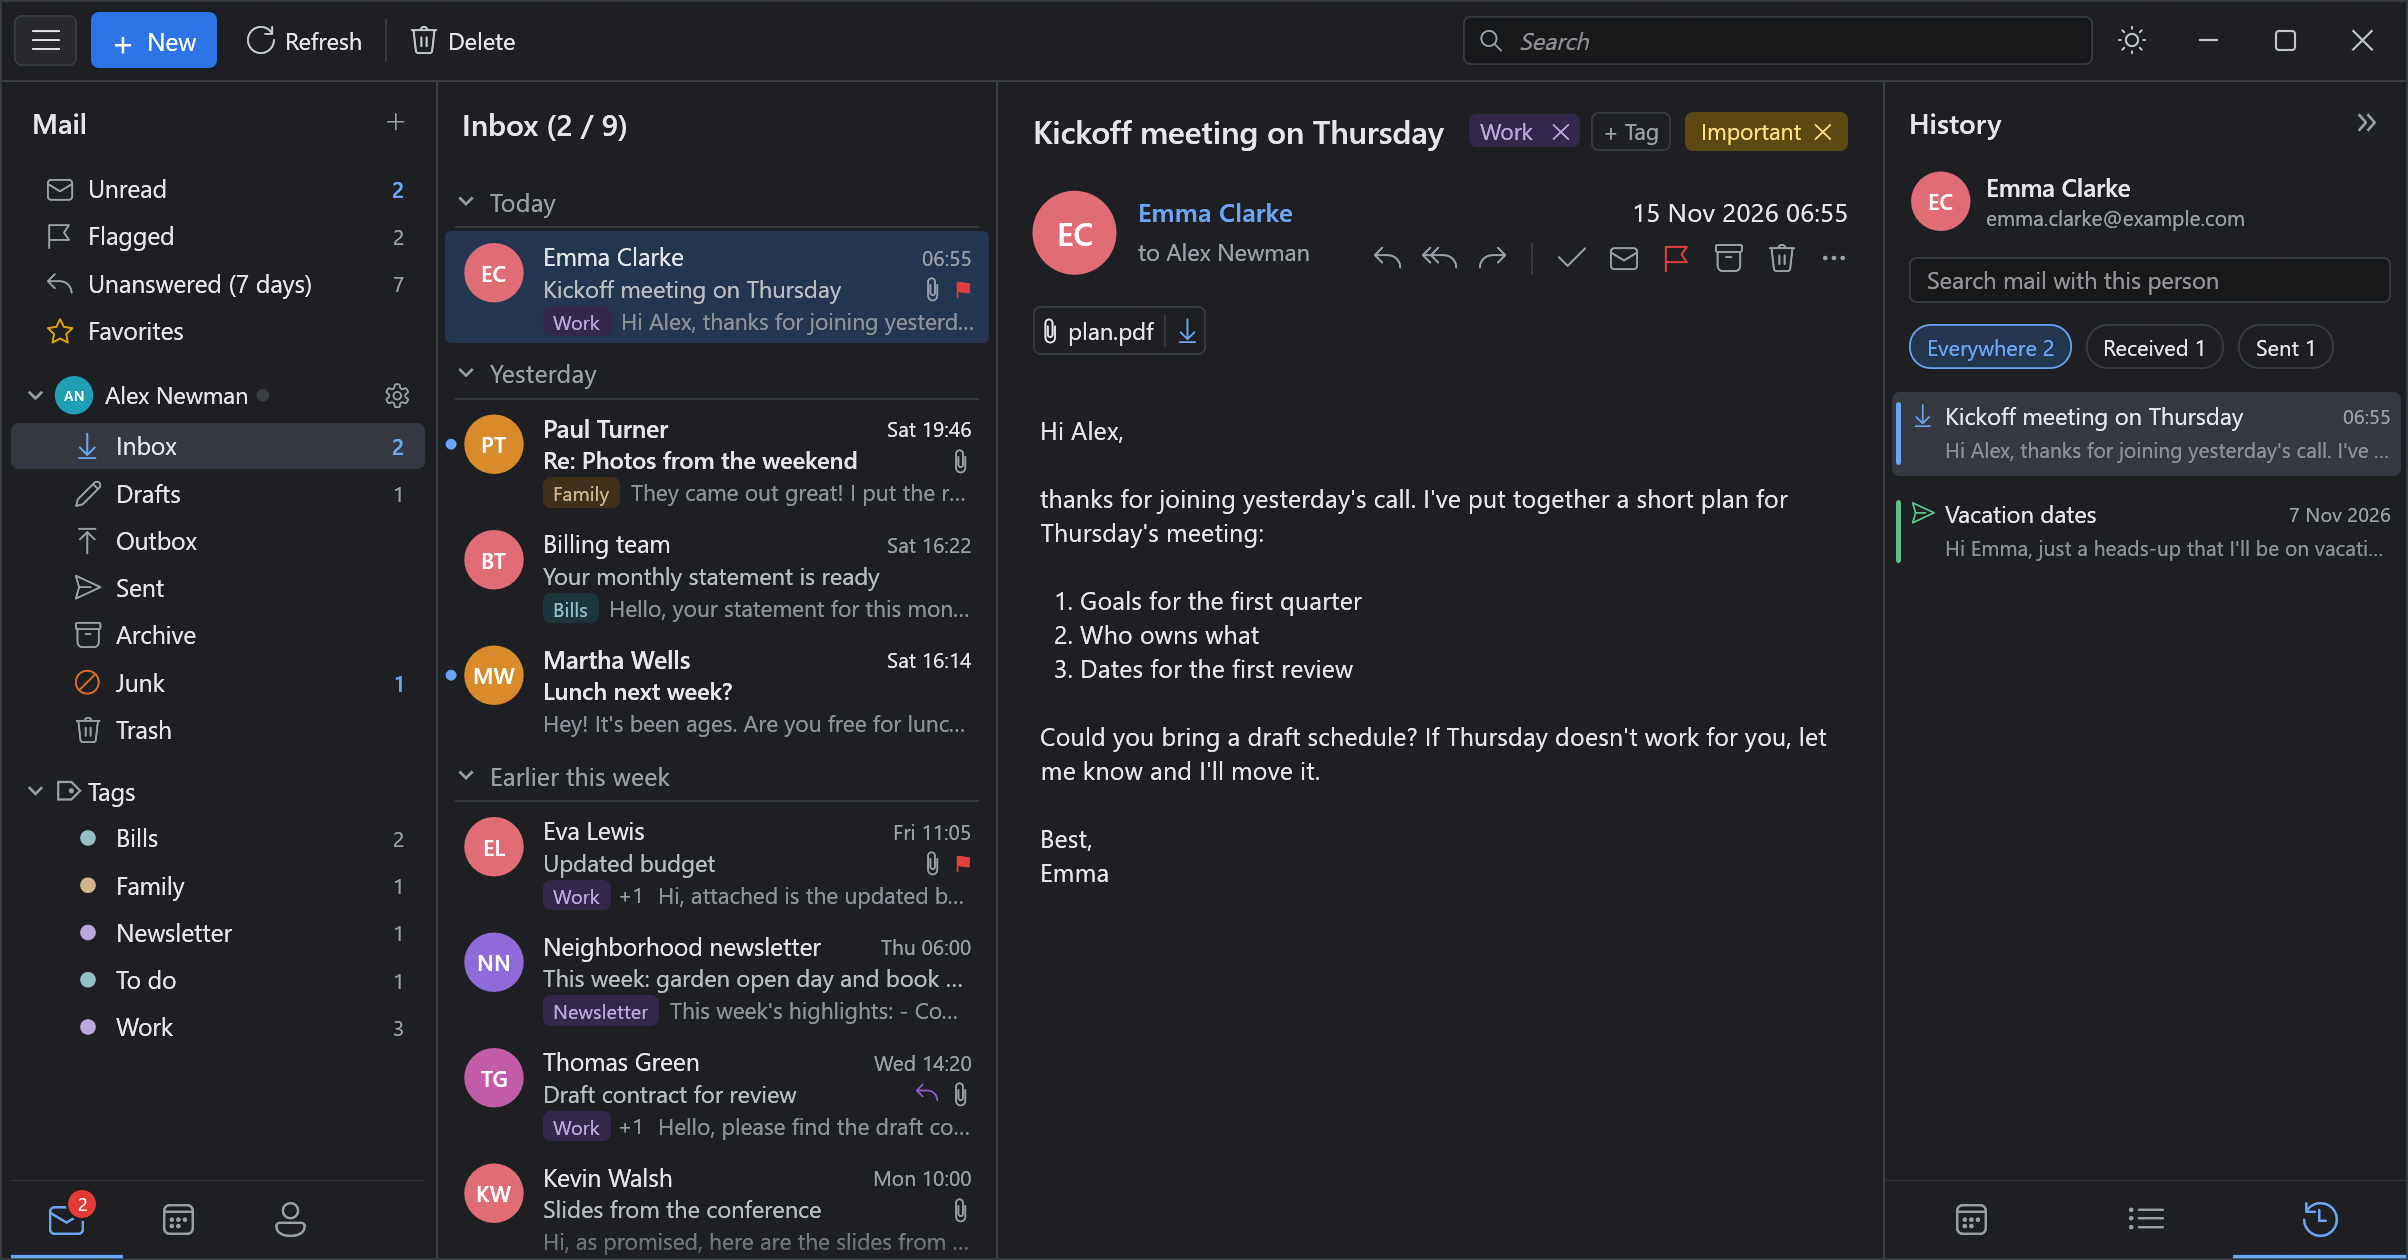 + New
Refresh
Delete
Search
Mail
Unread 2
Flagged 2
Unanswered (7 days) 7
Favorites
AN Alex Newman
Inbox 2
Drafts 1
Outbox
Sent
Archive
Junk 1
Trash
Tags
Bills 2
Family 1
Newsletter 1
To do 1
Work 3
2
Inbox (2 / 9)
Today
EC
Emma Clarke 06:55
Kickoff meeting on Thursday
Work Hi Alex, thanks for joining yesterd...
Yesterday
PT
Paul Turner Sat 19:46
Re: Photos from the weekend
Family They came out great! I put the r...
BT
Billing team Sat 16:22
Your monthly statement is ready
Bills Hello, your statement for this mon...
MW
Martha Wells Sat 16:14
Lunch next week?
Hey! It's been ages. Are you free for lunc...
Earlier this week
EL
Eva Lewis Fri 11:05
Updated budget
Work +1 Hi, attached is the updated b...
NN
Neighborhood newsletter Thu 06:00
This week: garden open day and book ...
Newsletter This week's highlights: - Co...
TG
Thomas Green Wed 14:20
Draft contract for review
Work +1 Hello, please find the draft co...
KW
Kevin Walsh Mon 10:00
Slides from the conference
Hi, as promised, here are the slides from ...
Kickoff meeting on Thursday Work + Tag Important
EC
Emma Clarke 15 Nov 2026 06:55
to Alex Newman
plan.pdf
Hi Alex,
thanks for joining yesterday's call. I've put together a short plan for
Thursday's meeting:
1. Goals for the first quarter
2. Who owns what
3. Dates for the first review
Could you bring a draft schedule? If Thursday doesn't work for you, let
me know and I'll move it.
Best,
Emma
History
EC
Emma Clarke
emma.clarke@example.com
Search mail with this person
Everywhere 2 Received 1 Sent 1
Kickoff meeting on Thursday 06:55
Hi Alex, thanks for joining yesterday's call. I've ...
Vacation dates 7 Nov 2026
Hi Emma, just a heads-up that I'll be on vacati...